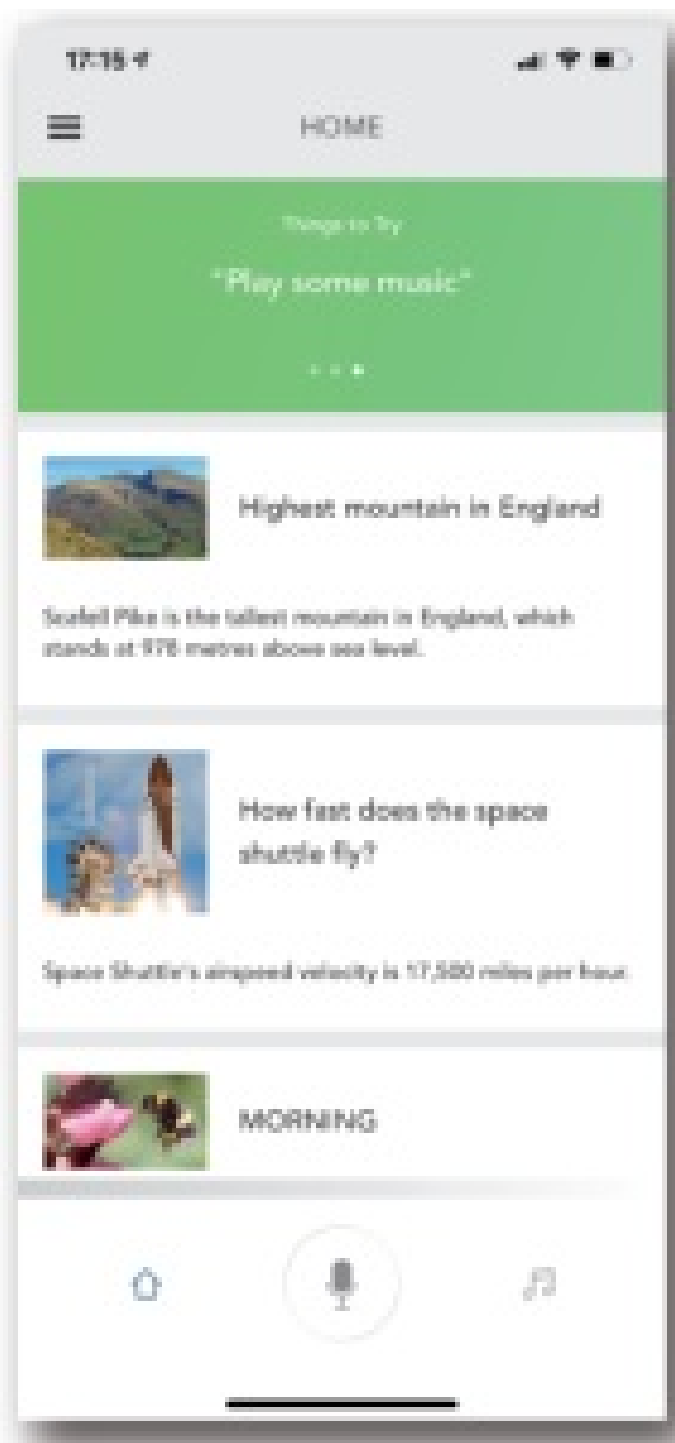 17:15
HOME
Things to Try
"Play some music"
Highest mountain in England
Scafell Pike is the tallest mountain in England, which
stands at 978 metres above sea level.
How fast does the space
shuttle fly?
Space Shuttle's airspeed velocity is 17,500 miles per hour.
MORNING